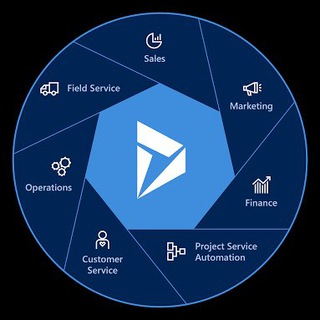 Sales
Marketing
Finance
Project Service
Automation
Customer
Service
Operations
Field Service